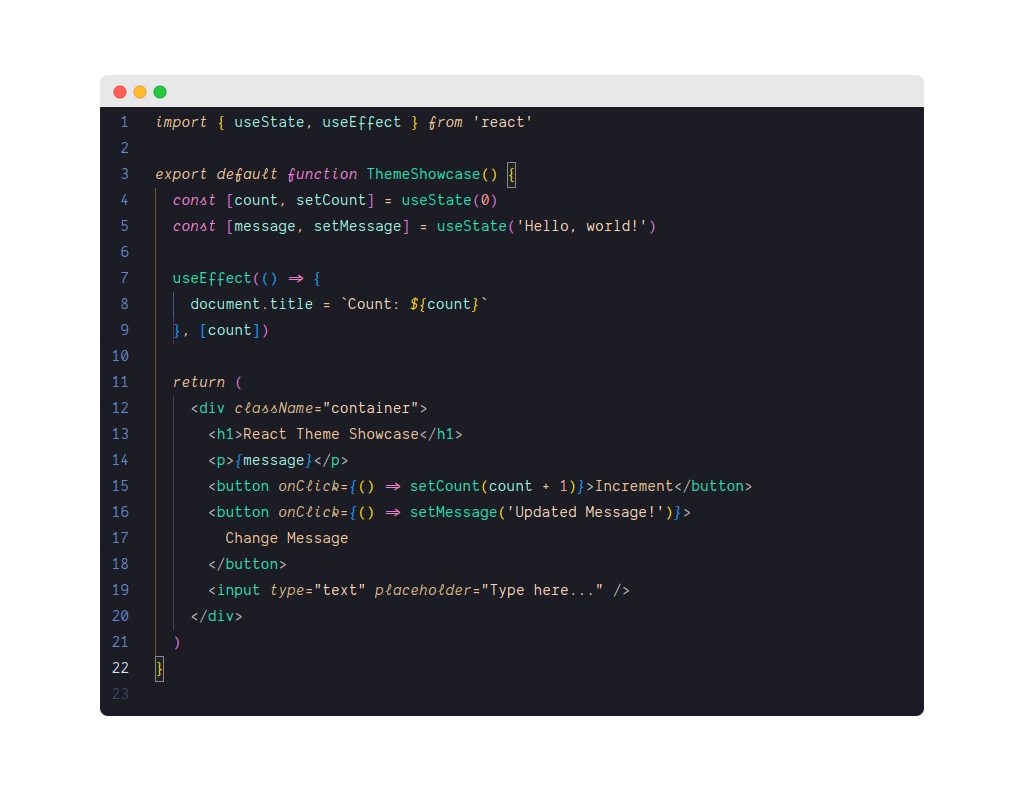 1 import { useState, useEffect } from 'react'
2
3 export default function ThemeShowcase() {
4   const [count, setCount] = useState(0)
5   const [message, setMessage] = useState('Hello, world!')
6
7   useEffect(() => {
8     document.title = `Count: ${count}`
9   }, [count])
10
11   return (
12     <div className="container">
13       <h1>React Theme Showcase</h1>
14       <p>{message}</p>
15       <button onClick={() => setCount(count + 1)}>Increment</button>
16       <button onClick={() => setMessage('Updated Message!')}>
17         Change Message
18       </button>
19       <input type="text" placeholder="Type here..." />
20     </div>
21   )
22 }
23